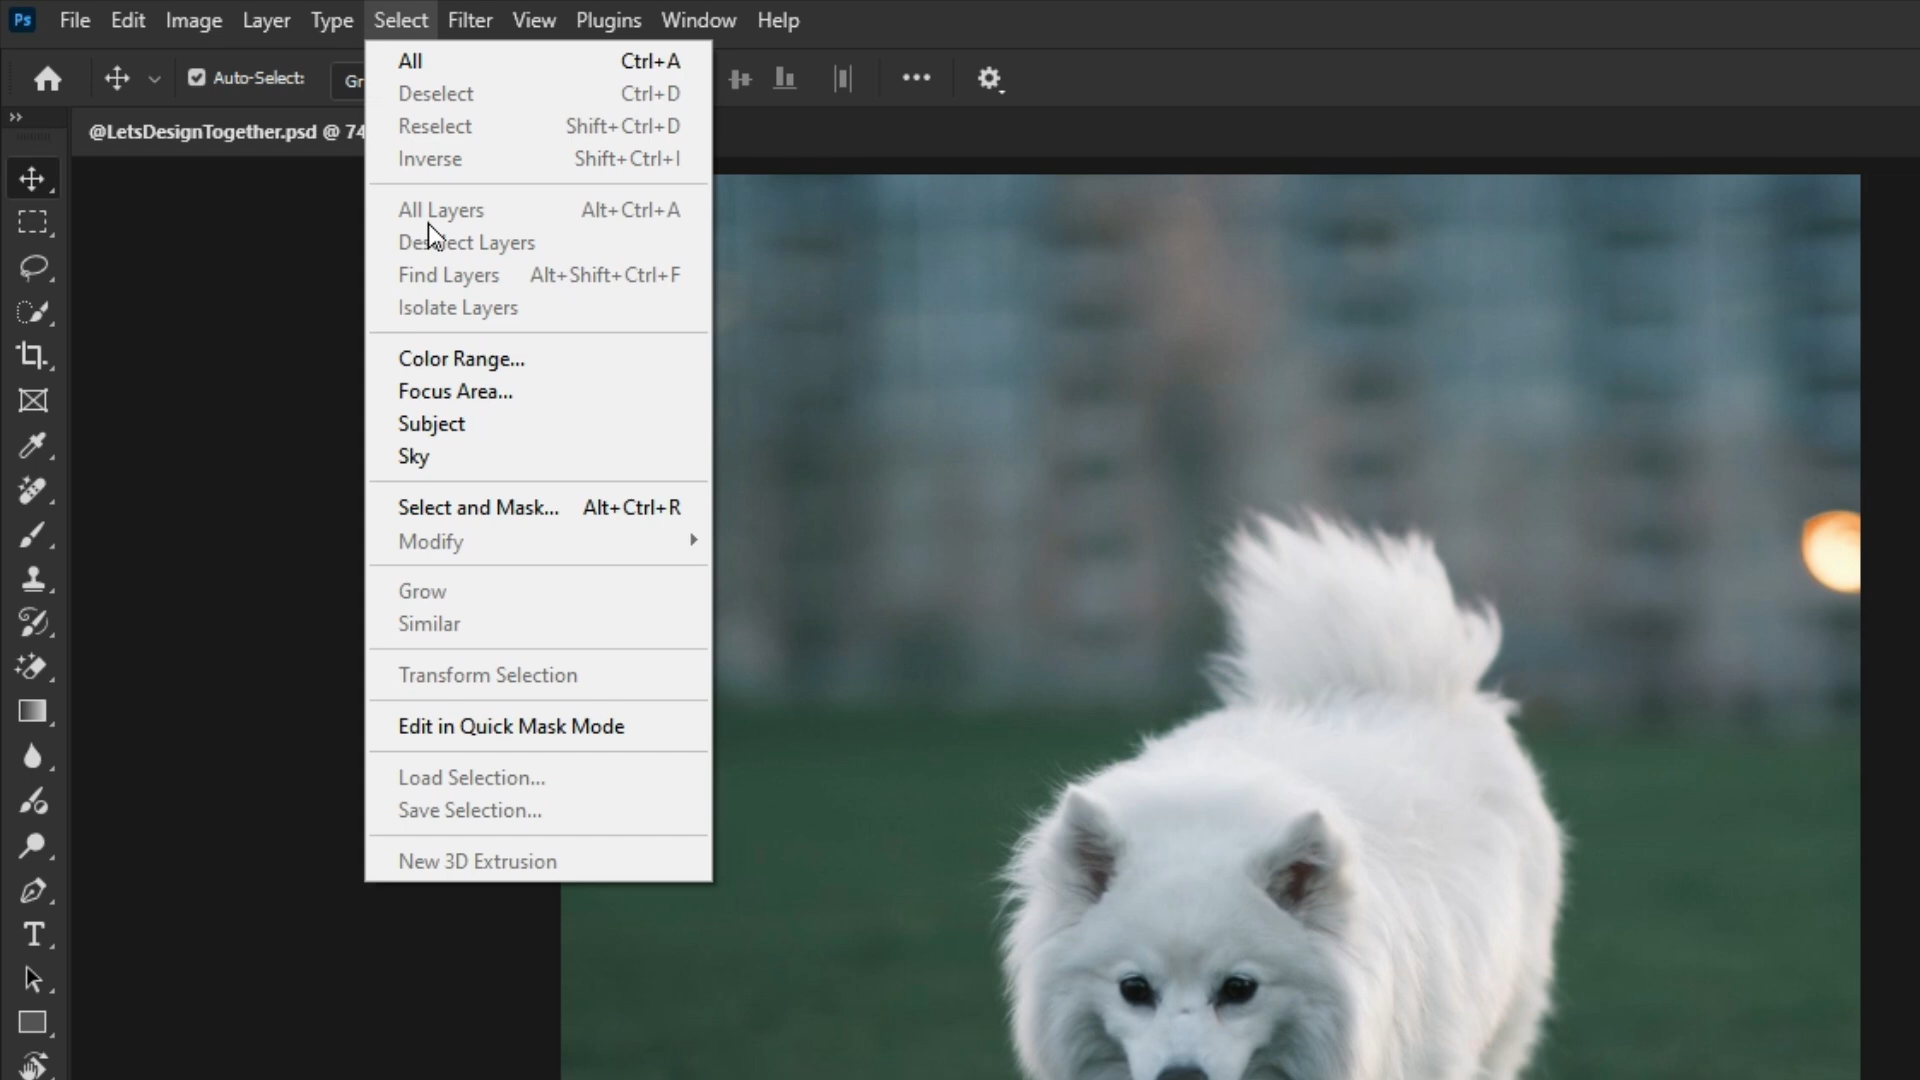 Ps File Edit Image Layer Type Select Filter View Plugins Window Help
Auto-Select: Gr
@LetsDesignTogether.psd @ 74
All Ctrl+A
Deselect Ctrl+D
Reselect Shift+Ctrl+D
Inverse Shift+Ctrl+I
All Layers Alt+Ctrl+A
Deselect Layers
Find Layers Alt+Shift+Ctrl+F
Isolate Layers
Color Range...
Focus Area...
Subject
Sky
Select and Mask... Alt+Ctrl+R
Modify
Grow
Similar
Transform Selection
Edit in Quick Mask Mode
Load Selection...
Save Selection...
New 3D Extrusion